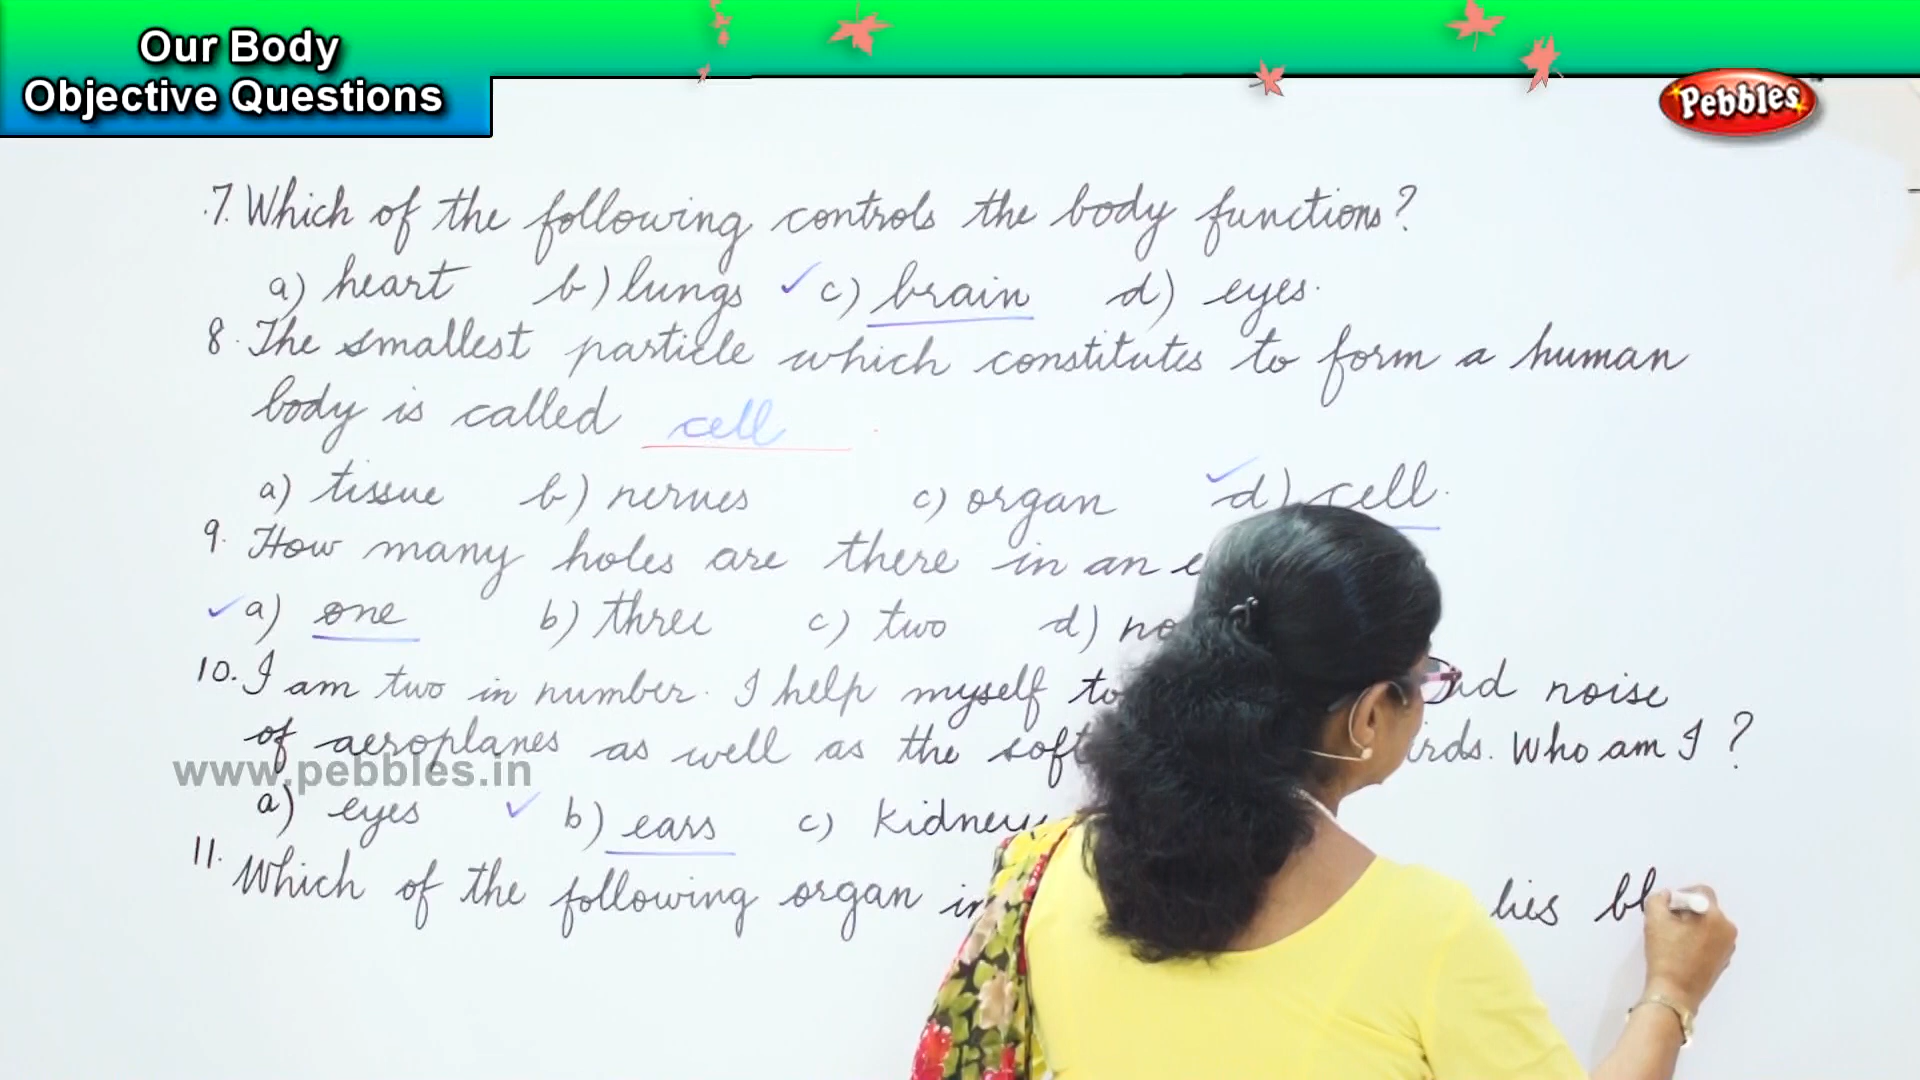 Our Body
Objective Questions
Pebbles
7. Which of the following controls the body functions?
a) heart b) lungs ✓ c) brain d) eyes.
8. The smallest particle which constitutes to form a human
body is called cell
a) tissue b) nerves c) organ ✓ d) cell.
9. How many holes are there in an
✓ a) one b) three c) two d)
10. I am two in number. I help myself to noise
of aeroplanes as well as the soft Who am I ?
www.pebbles.in
a) eyes ✓ b) ears c) kidney
11. Which of the following organ in lies bl